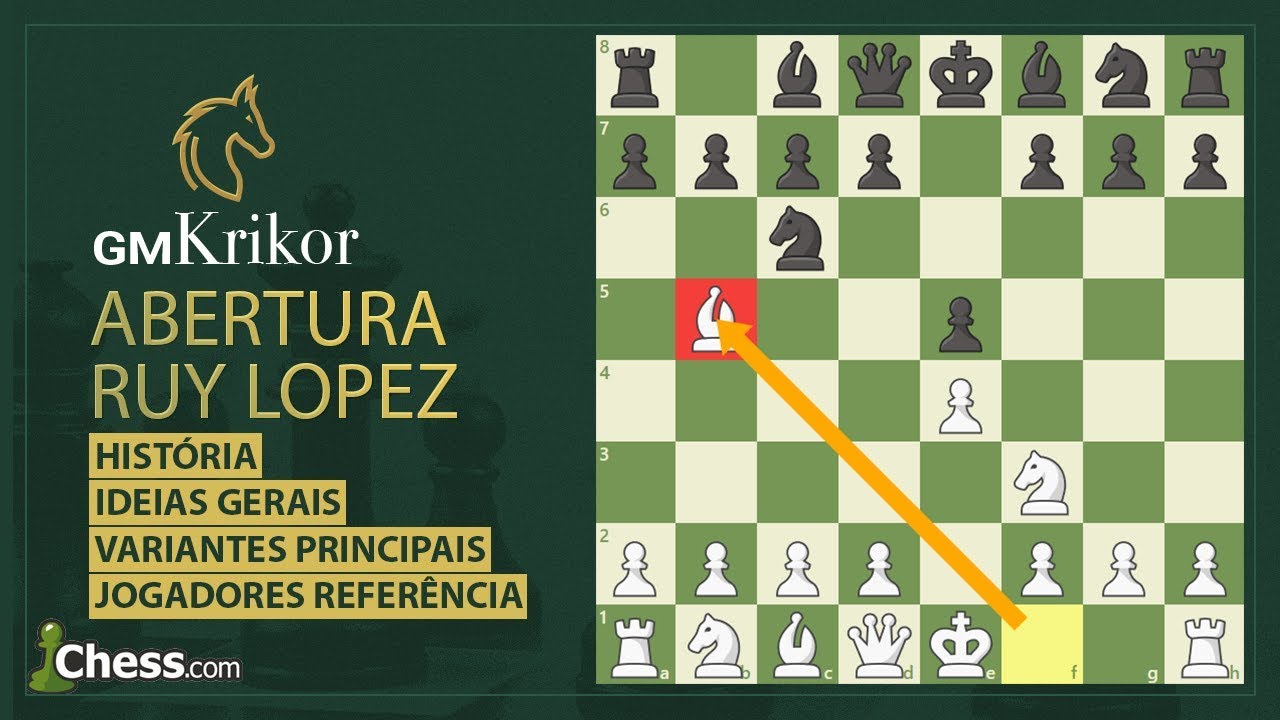 GMKrikor
ABERTURA
RUY LOPEZ
HISTÓRIA
IDEIAS GERAIS
VARIANTES PRINCIPAIS
JOGADORES REFERÊNCIA
Chess.com
8
7
6
5
4
3
2
1
a b c d e f g h